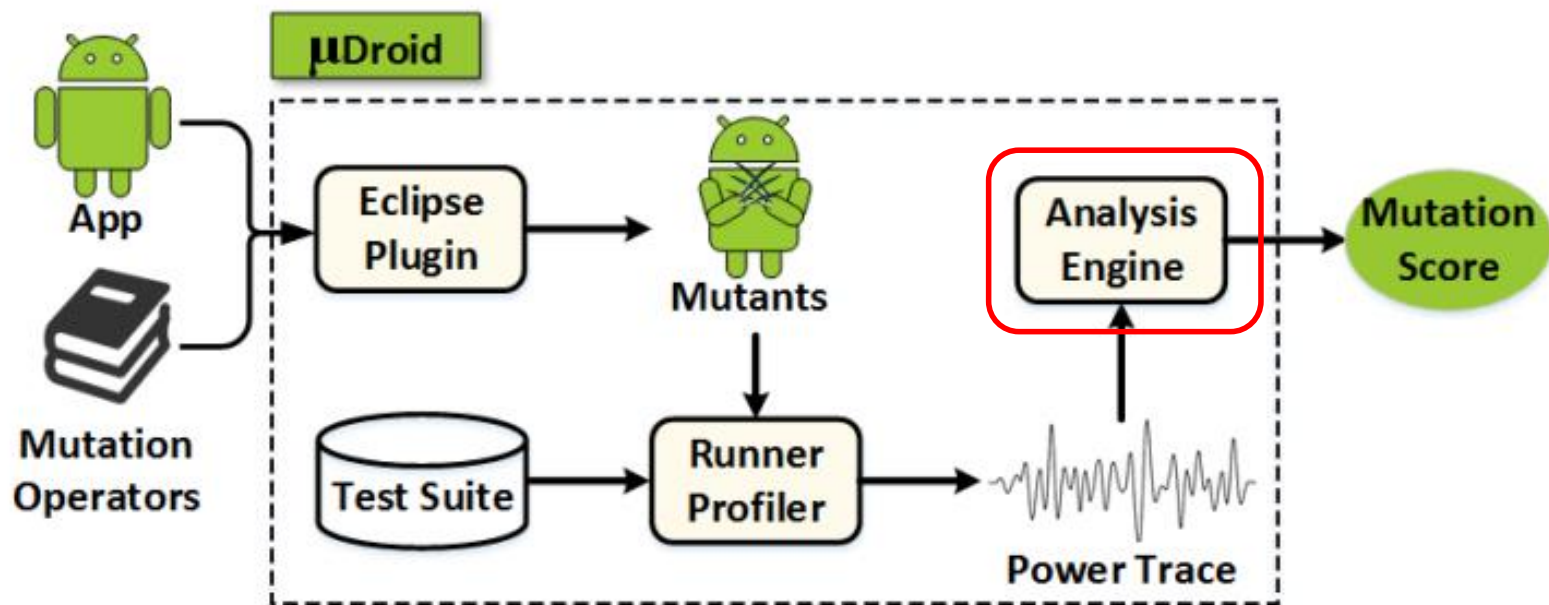 µDroid
App
Eclipse
Plugin
Mutants
Analysis
Engine
Mutation
Score
Mutation
Operators
Test Suite
Runner
Profiler
Power Trace